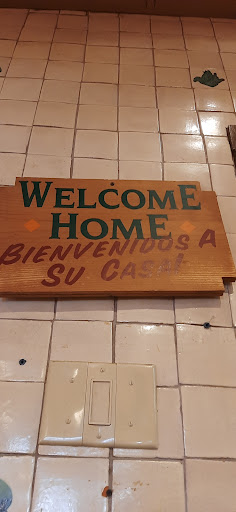 WELCOME
HOME
BIENVENIDOS A
SU CASA!